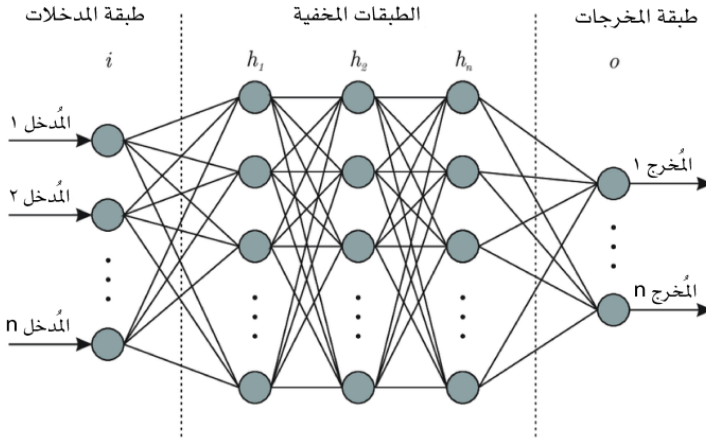 طبقة المدخلات
الطبقات المخفية
طبقة المخرجات
i
h₁
h₂
hₙ
o
المُدخل ١
المُدخل ٢
المُدخل n
المُخرج ١
المُخرج n